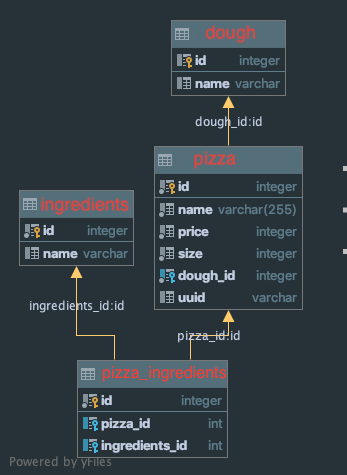 dough
id integer
name varchar
dough_id:id
pizza
id integer
name varchar(255)
price integer
size integer
dough_id integer
uuid varchar
ingredients
id integer
name varchar
ingredients_id:id
pizza_id:id
pizza_ingredients
id integer
pizza_id int
ingredients_id int
Powered by yFiles